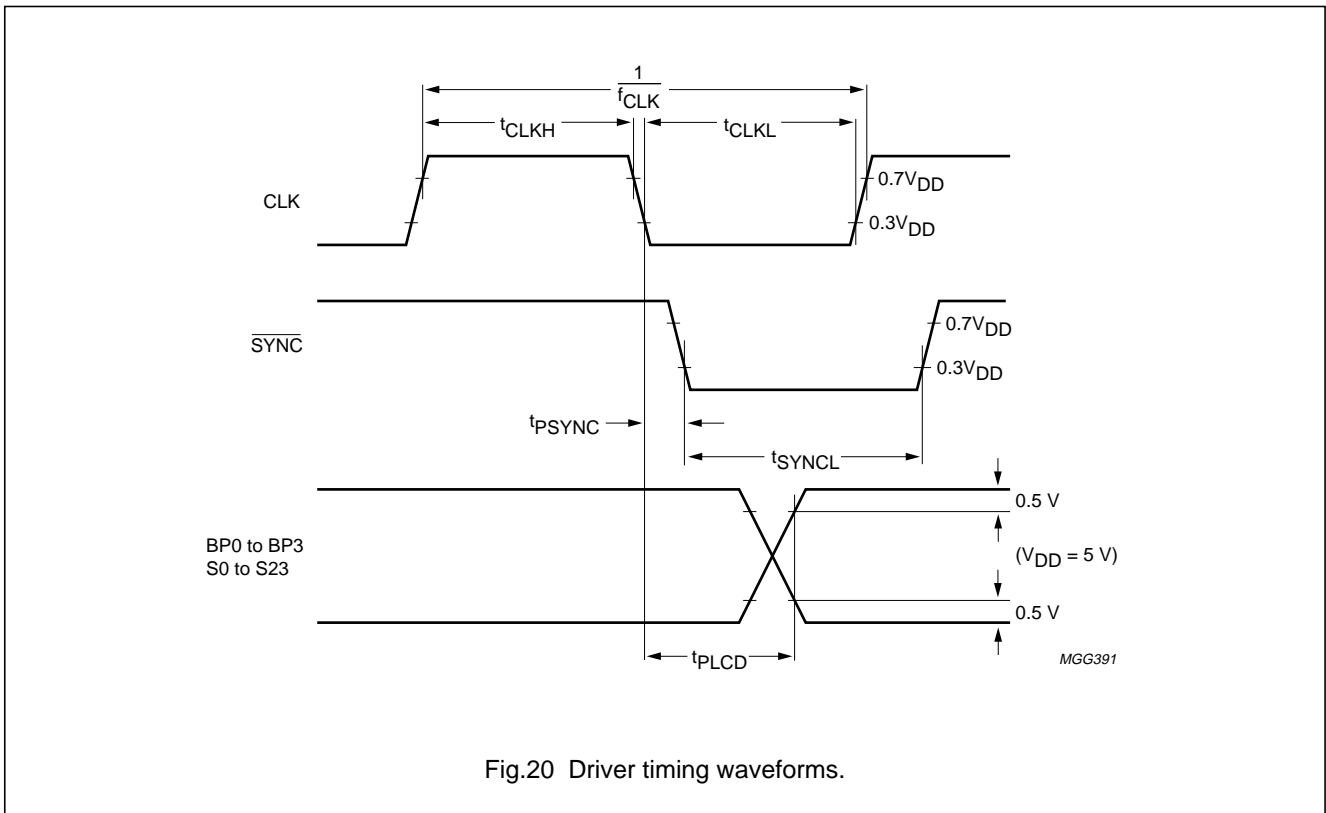 1
fCLK
tCLKH
tCLKL
CLK
0.7VDD
0.3VDD
SYNC
0.7VDD
0.3VDD
tPSYNC
tSYNCL
0.5 V
BP0 to BP3
S0 to S23
(VDD = 5 V)
0.5 V
tPLCD
MGG391
Fig.20 Driver timing waveforms.